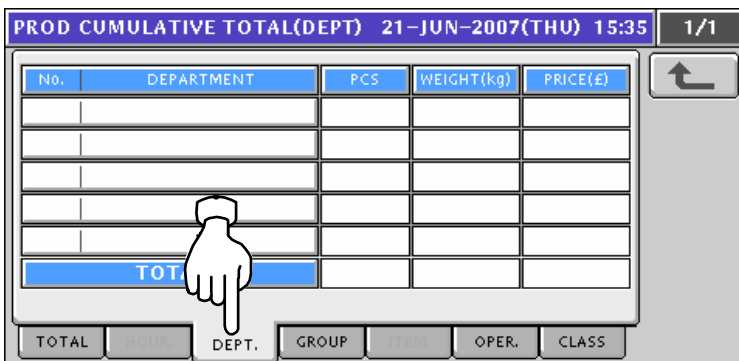 PROD CUMULATIVE TOTAL(DEPT) 21-JUN-2007(THU) 15:35 1/1
No. DEPARTMENT PCS WEIGHT(kg) PRICE(£)
TOTAL
TOTAL HOUR. DEPT. GROUP ITEM OPER. CLASS